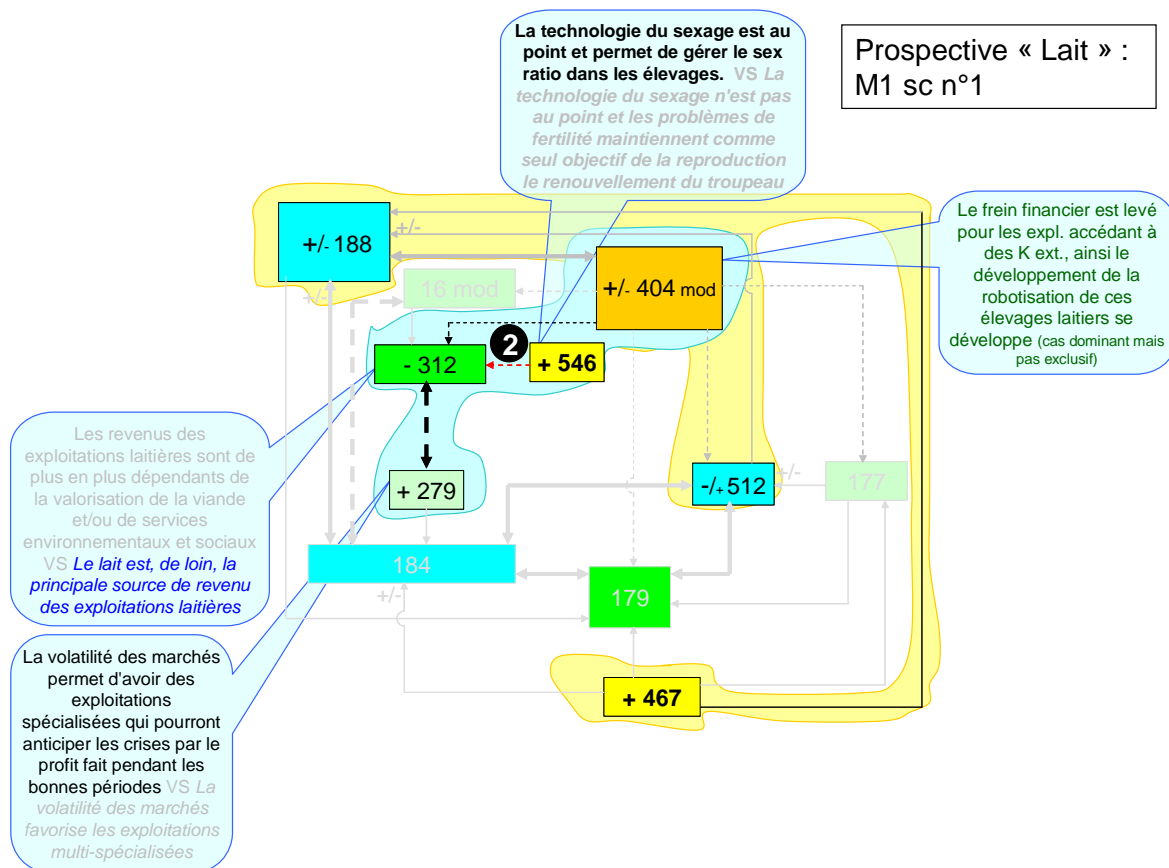 La technologie du sexage est au
point et permet de gérer le sex
ratio dans les élevages. VS La
technologie du sexage n'est pas
au point et les problèmes de
fertilité maintiennent comme
seul objectif de la reproduction
le renouvellement du troupeau
Prospective « Lait » :
M1 sc n°1
+/- 188
+/-
Le frein financier est levé
pour les expl. accédant à
des K ext., ainsi le
développement de la
robotisation de ces
élevages laitiers se
développe (cas dominant mais
pas exclusif)
+/-
16 mod
+/- 404 mod
2
- 312
+ 546
Les revenus des
exploitations laitières sont de
plus en plus dépendants de
la valorisation de la viande
et/ou de services
environnementaux et sociaux
VS Le lait est, de loin, la
principale source de revenu
des exploitations laitières
+ 279
-/+ 512
+/-
177
184
+/-
179
La volatilité des marchés
permet d'avoir des
exploitations
spécialisées qui pourront
anticiper les crises par le
profit fait pendant les
bonnes périodes VS La
volatilité des marchés
favorise les exploitations
multi-spécialisées
+ 467